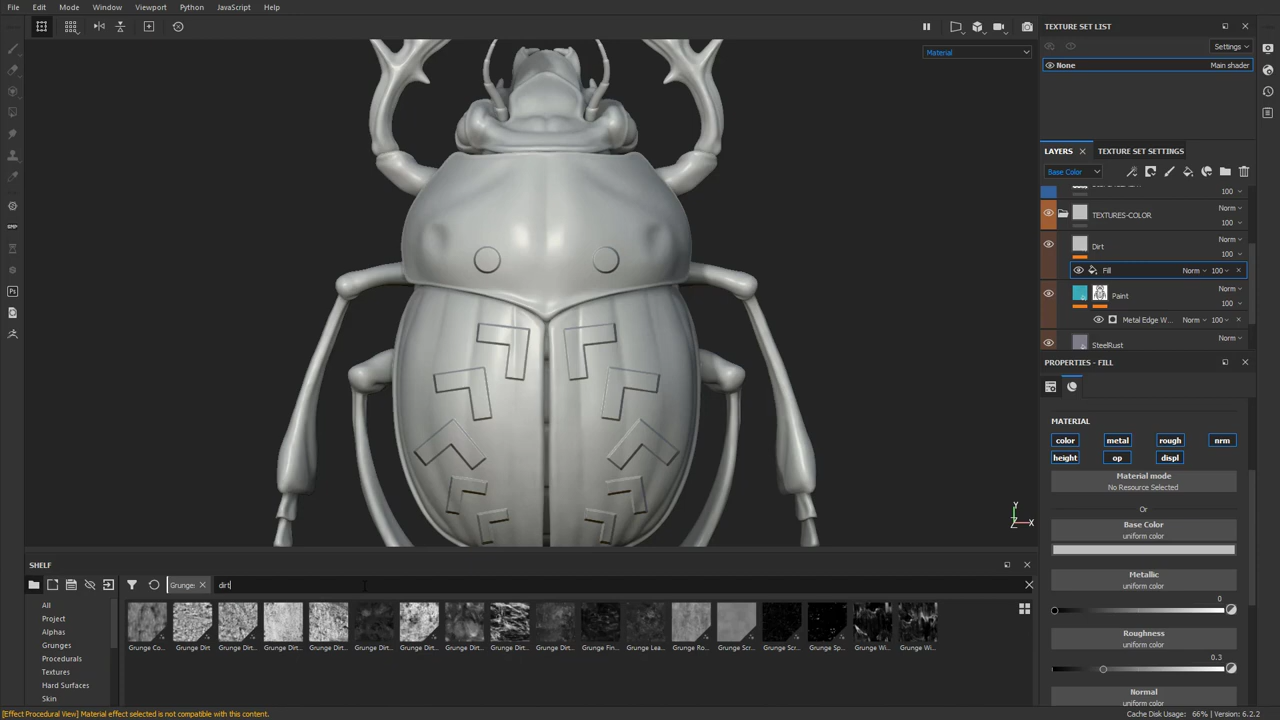 File Edit Mode Window Viewport Python JavaScript Help
Material
TEXTURE SET LIST
Settings
None Main shader
LAYERS TEXTURE SET SETTINGS
Base Color
100
TEXTURES-COLOR Norm
100
Dirt Norm
100
Fill Norm 100
Paint Norm
100
Metal Edge W... Norm 100
SteelRust Norm
PROPERTIES - FILL
MATERIAL
color metal rough nrm
height op displ
Material mode
No Resource Selected
Or
Base Color
uniform color
Metallic
uniform color
0
Roughness
uniform color
0.3
Normal
uniform color
Y
Z X
SHELF
Grunges dirt
All
Project
Alphas
Grunges
Procedurals
Textures
Hard Surfaces
Skin
Grunge Co... Grunge Dirt Grunge Dirt... Grunge Dirt... Grunge Dirt... Grunge Dirt... Grunge Dirt... Grunge Dirt... Grunge Dirt... Grunge Dirt... Grunge Fin... Grunge Lea... Grunge Ro... Grunge Scr... Grunge Scr... Grunge Sp... Grunge Wi... Grunge Wi...
[Effect Procedural View] Material effect selected is not compatible with this content.
Cache Disk Usage: 66% | Version: 6.2.2